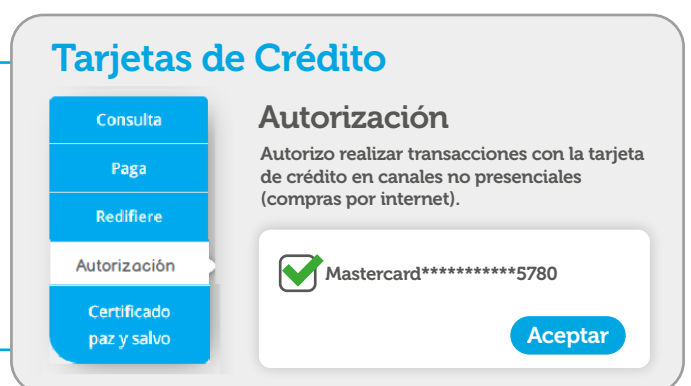 Tarjetas de Crédito
Consulta
Paga
Redifiere
Autorización
Certificado
paz y salvo
Autorización
Autorizo realizar transacciones con la tarjeta
de crédito en canales no presenciales
(compras por internet).
Mastercard***********5780
Aceptar